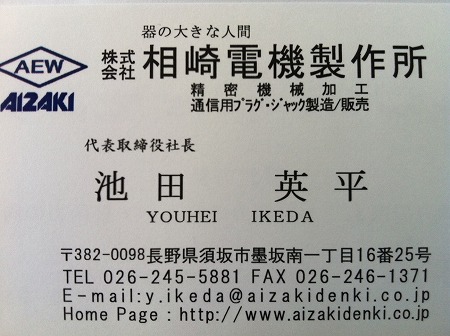 器の大きな人間
AEW
AIZAKI
株式会社 相崎電機製作所
精密機械加工
通信用プラグ・ジャック製造/販売
代表取締役社長
池田 英平
YOUHEI IKEDA
〒382-0098長野県須坂市墨坂南一丁目16番25号
TEL 026-245-5881 FAX 026-246-1371
E-mail:y.ikeda@aizakidenki.co.jp
Home Page : http://www.aizakidenki.co.jp